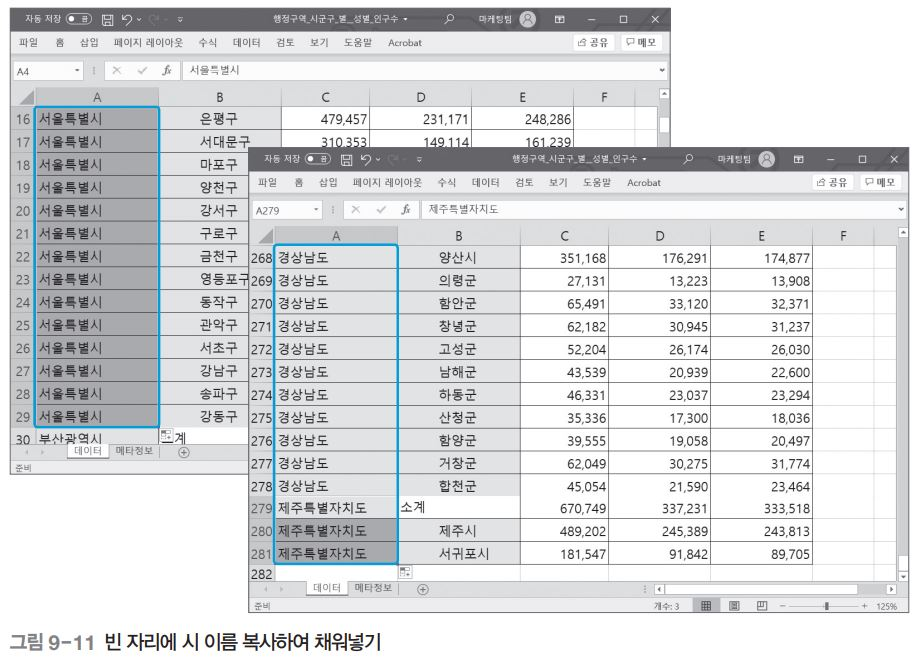 자동 저장 끔 행정구역_시군구_별__성별_인구수 마케팅팀
파일 홈 삽입 페이지 레이아웃 수식 데이터 검토 보기 도움말 Acrobat 공유 메모
A4 fx 서울특별시
A B C D E F
16 서울특별시 은평구 479,457 231,171 248,286
17 서울특별시 서대문구 310,353 149,114 161,239
18 서울특별시 마포구
19 서울특별시 양천구
20 서울특별시 강서구
21 서울특별시 구로구
22 서울특별시 금천구
23 서울특별시 영등포구
24 서울특별시 동작구
25 서울특별시 관악구
26 서울특별시 서초구
27 서울특별시 강남구
28 서울특별시 송파구
29 서울특별시 강동구
30 부산광역시 계
데이터 메타정보
준비
자동 저장 끔 행정구역_시군구_별__성별_인구수 마케팅팀
파일 홈 삽입 페이지 레이아웃 수식 데이터 검토 보기 도움말 Acrobat 공유 메모
A279 fx 제주특별자치도
A B C D E F
268 경상남도 양산시 351,168 176,291 174,877
269 경상남도 의령군 27,131 13,223 13,908
270 경상남도 함안군 65,491 33,120 32,371
271 경상남도 창녕군 62,182 30,945 31,237
272 경상남도 고성군 52,204 26,174 26,030
273 경상남도 남해군 43,539 20,939 22,600
274 경상남도 하동군 46,331 23,037 23,294
275 경상남도 산청군 35,336 17,300 18,036
276 경상남도 함양군 39,555 19,058 20,497
277 경상남도 거창군 62,049 30,275 31,774
278 경상남도 합천군 45,054 21,590 23,464
279 제주특별자치도 소계 670,749 337,231 333,518
280 제주특별자치도 제주시 489,202 245,389 243,813
281 제주특별자치도 서귀포시 181,547 91,842 89,705
282
데이터 메타정보
준비 개수: 3 125%
그림 9-11 빈 자리에 시 이름 복사하여 채워넣기